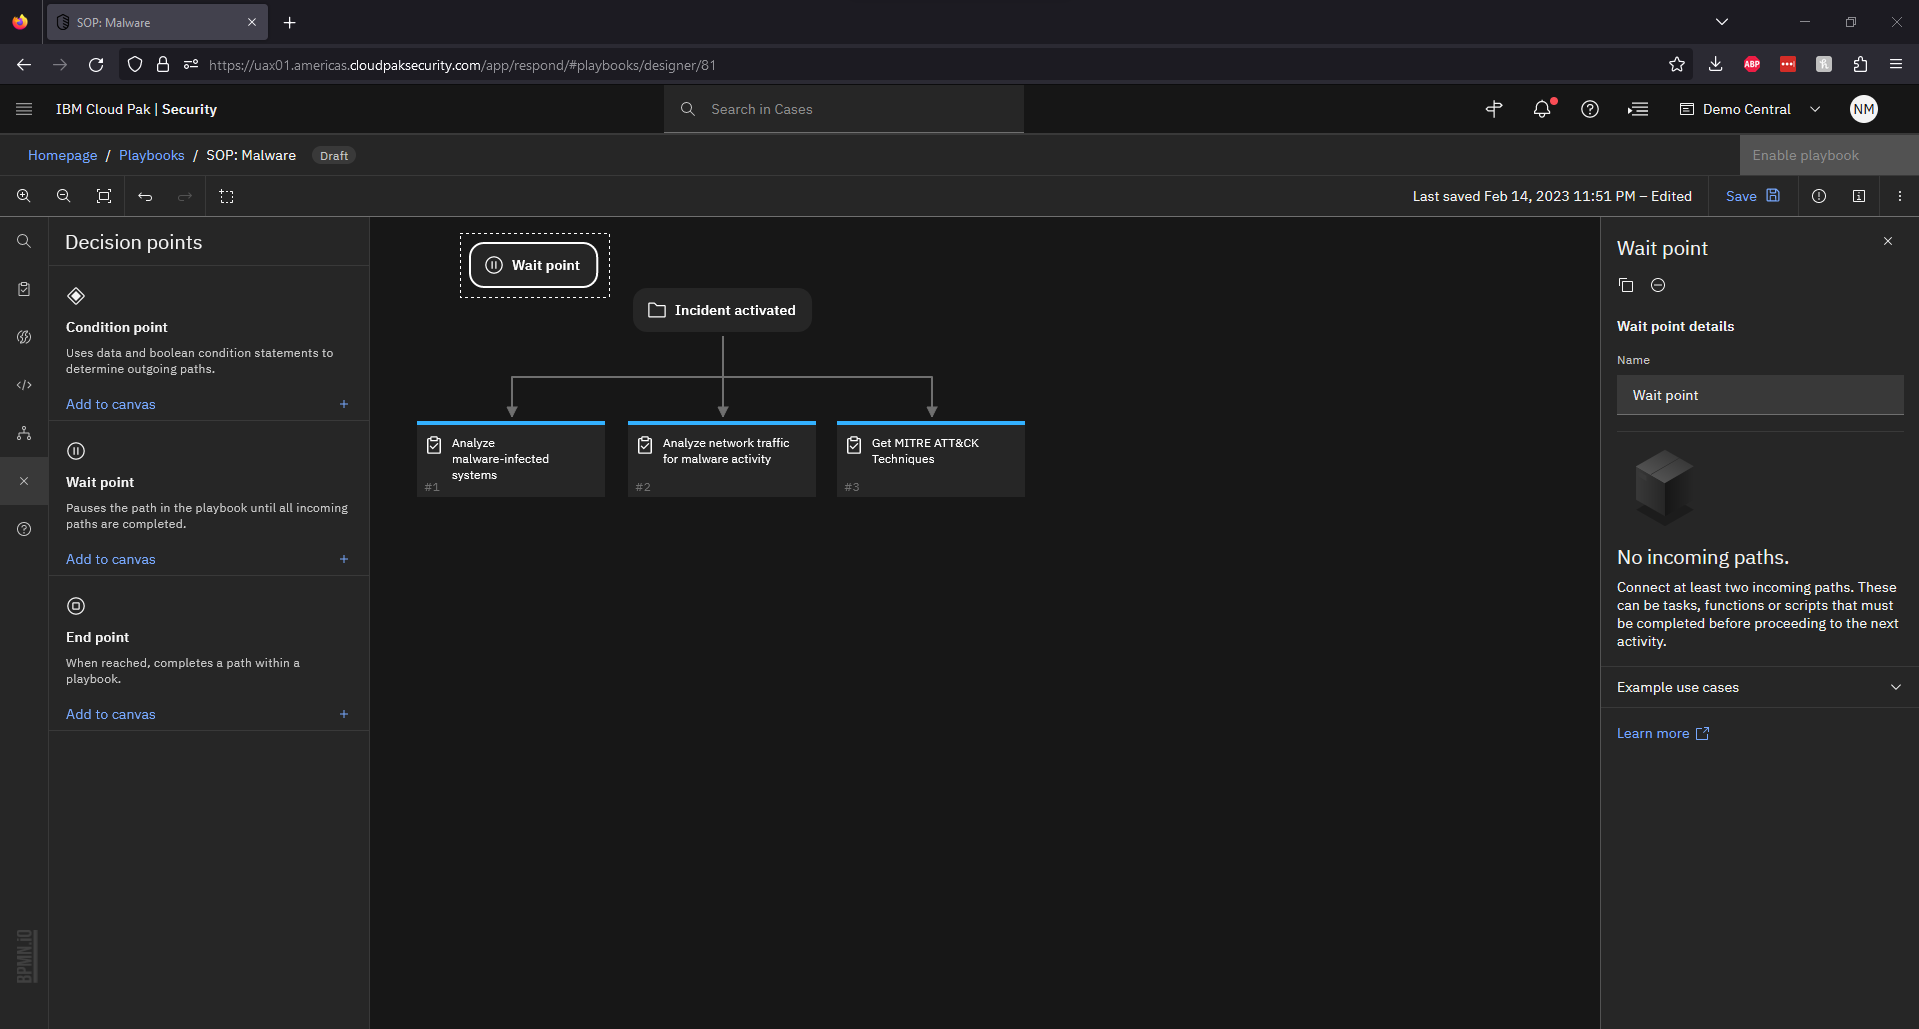 SOP: Malware
https://uax01.americas.cloudpaksecurity.com/app/respond/#playbooks/designer/81
ABP
IBM Cloud Pak | Security
Search in Cases
Demo Central
NM
Homepage / Playbooks / SOP: Malware Draft
Enable playbook
Last saved Feb 14, 2023 11:51 PM – Edited
Save
Decision points
Condition point
Uses data and boolean condition statements to
determine outgoing paths.
Add to canvas +
Wait point
Pauses the path in the playbook until all incoming
paths are completed.
Add to canvas +
End point
When reached, completes a path within a
playbook.
Add to canvas +
BPMN.iO
Wait point
Incident activated
Analyze
malware-infected
systems
#1
Analyze network traffic
for malware activity
#2
Get MITRE ATT&CK
Techniques
#3
Wait point
Wait point details
Name
Wait point
No incoming paths.
Connect at least two incoming paths. These
can be tasks, functions or scripts that must
be completed before proceeding to the next
activity.
Example use cases
Learn more